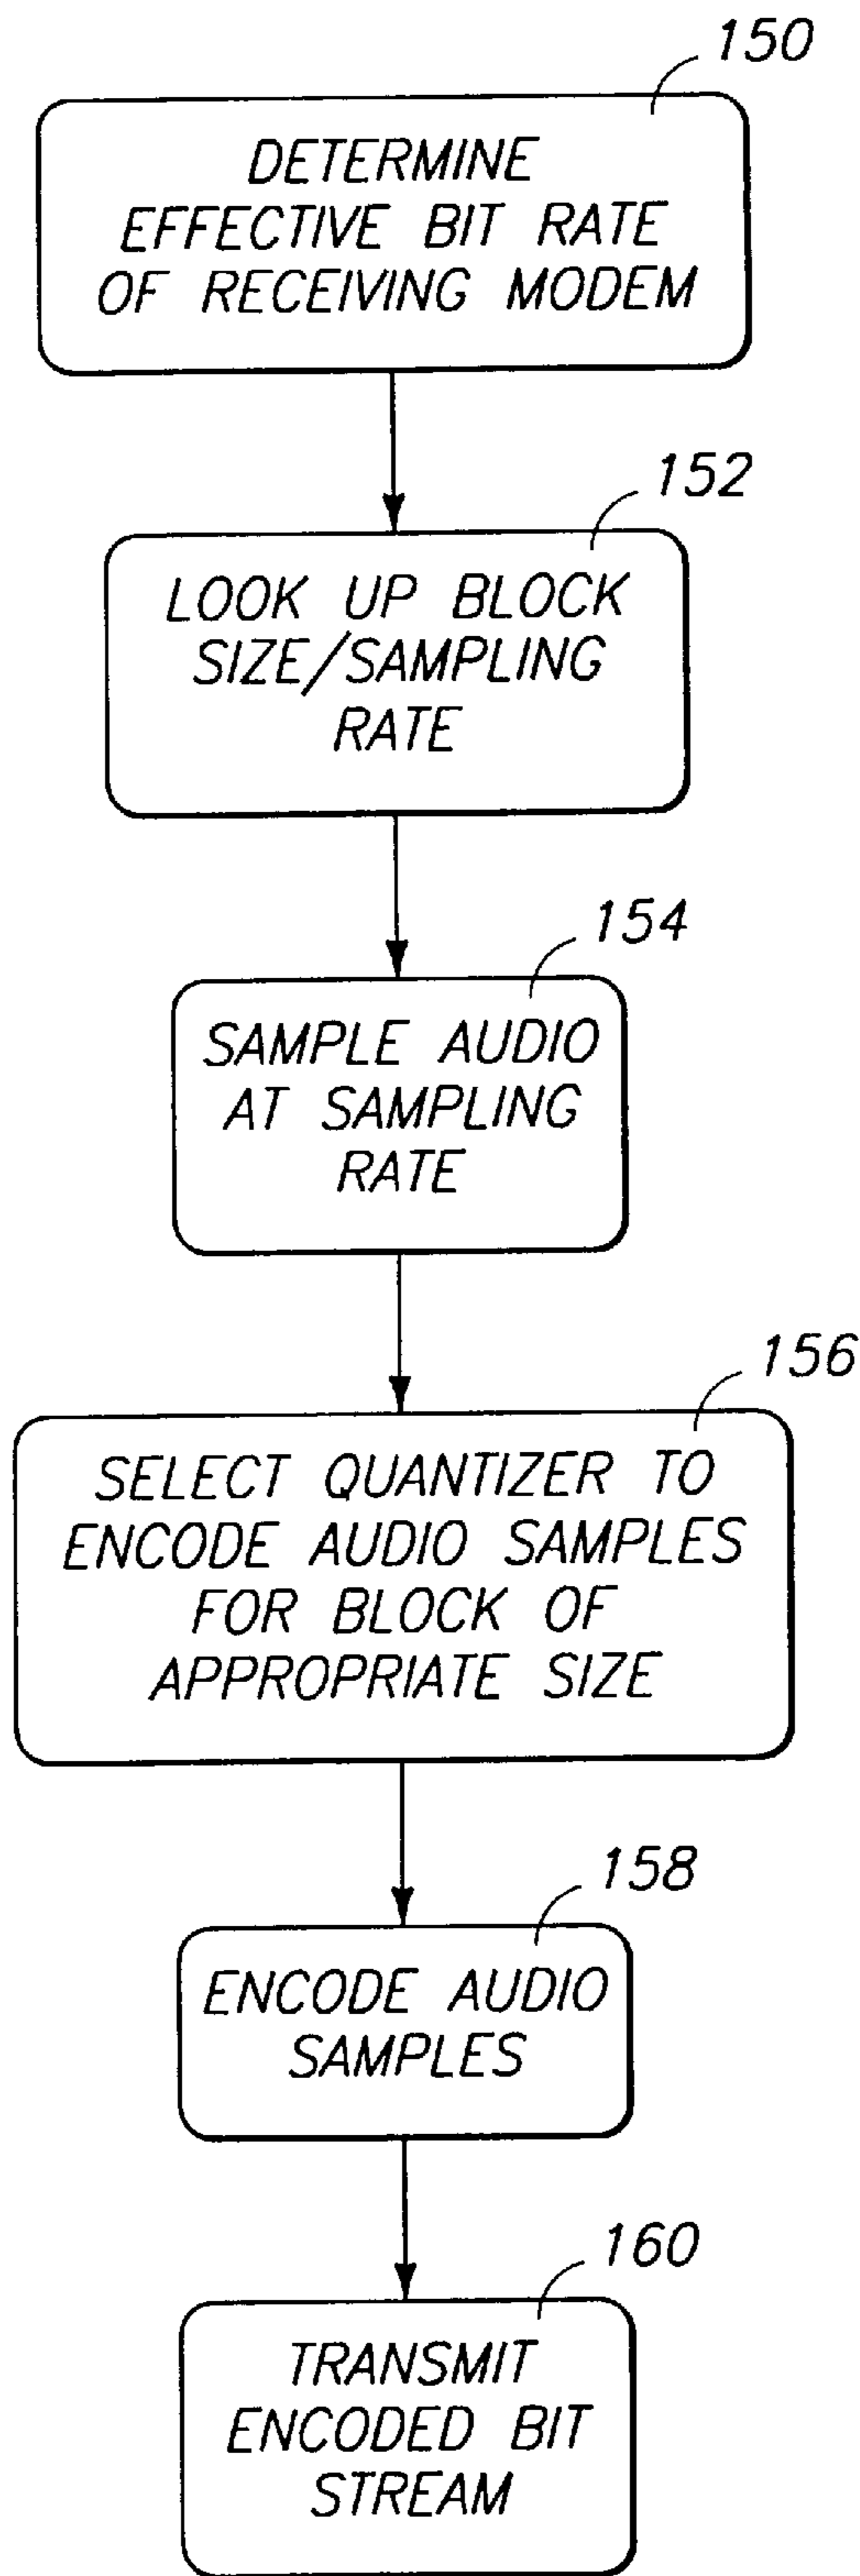 150
DETERMINE
EFFECTIVE BIT RATE
OF RECEIVING MODEM
152
LOOK UP BLOCK
SIZE/SAMPLING
RATE
154
SAMPLE AUDIO
AT SAMPLING
RATE
156
SELECT QUANTIZER TO
ENCODE AUDIO SAMPLES
FOR BLOCK OF
APPROPRIATE SIZE
158
ENCODE AUDIO
SAMPLES
160
TRANSMIT
ENCODED BIT
STREAM